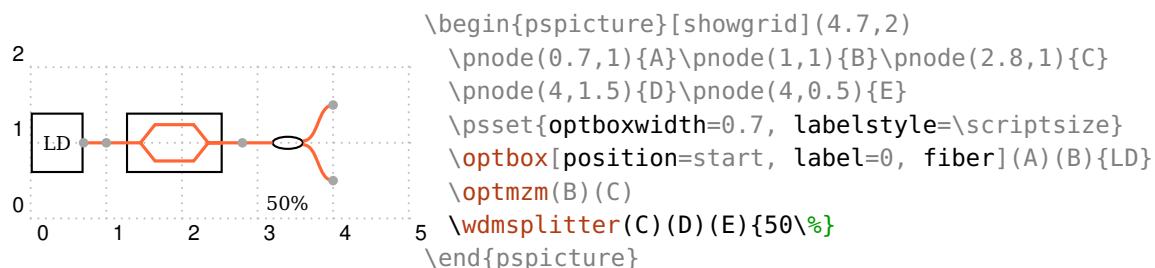 2
1
0
LD
50%
0 1 2 3 4 5
\begin{pspicture}[showgrid](4.7,2)
\pnode(0.7,1){A}\pnode(1,1){B}\pnode(2.8,1){C}
\pnode(4,1.5){D}\pnode(4,0.5){E}
\psset{optboxwidth=0.7, labelstyle=\scriptsize}
\optbox[position=start, label=0, fiber](A)(B){LD}
\optmzm(B)(C)
\wdmsplitter(C)(D)(E){50\%}
\end{pspicture}